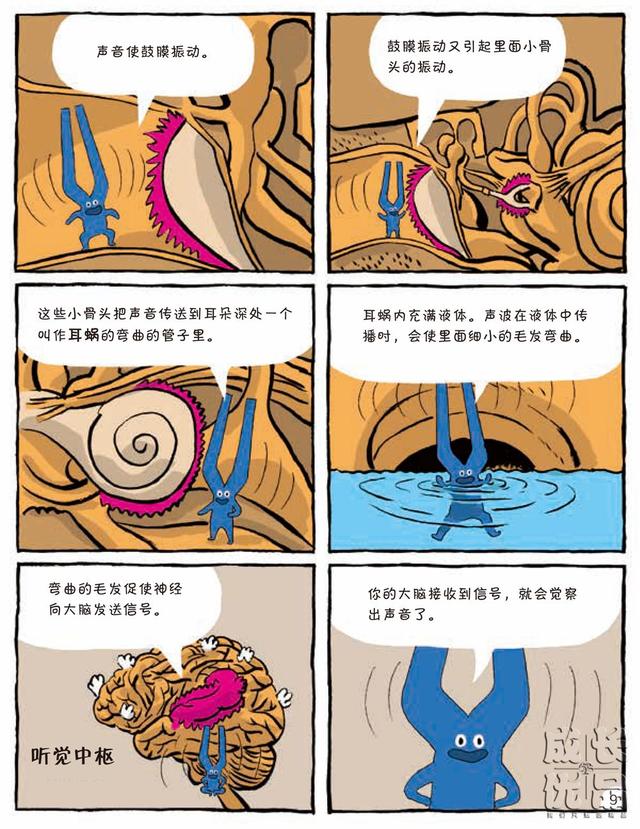 声音使鼓膜振动。
鼓膜振动又引起里面小骨
头的振动。
这些小骨头把声音传送到耳朵深处一个
叫作耳蜗的弯曲的管子里。
耳蜗内充满液体。声波在液体中传
播时，会使里面细小的毛发弯曲。
弯曲的毛发促使神经
向大脑发送信号。
听觉中枢
你的大脑接收到信号，就会觉察
出声音了。
成长
优品
9